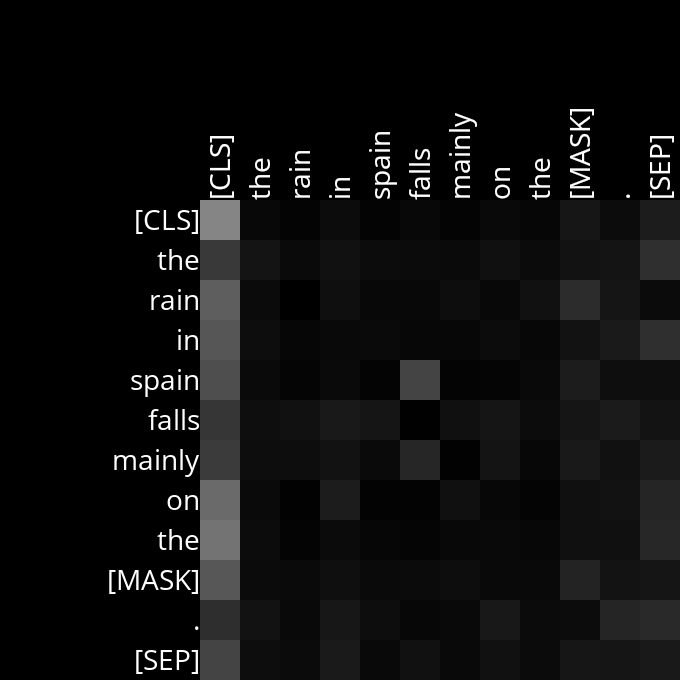 [CLS] the rain in spain falls mainly on the [MASK] . [SEP]
[CLS]
the
rain
in
spain
falls
mainly
on
the
[MASK]
.
[SEP]